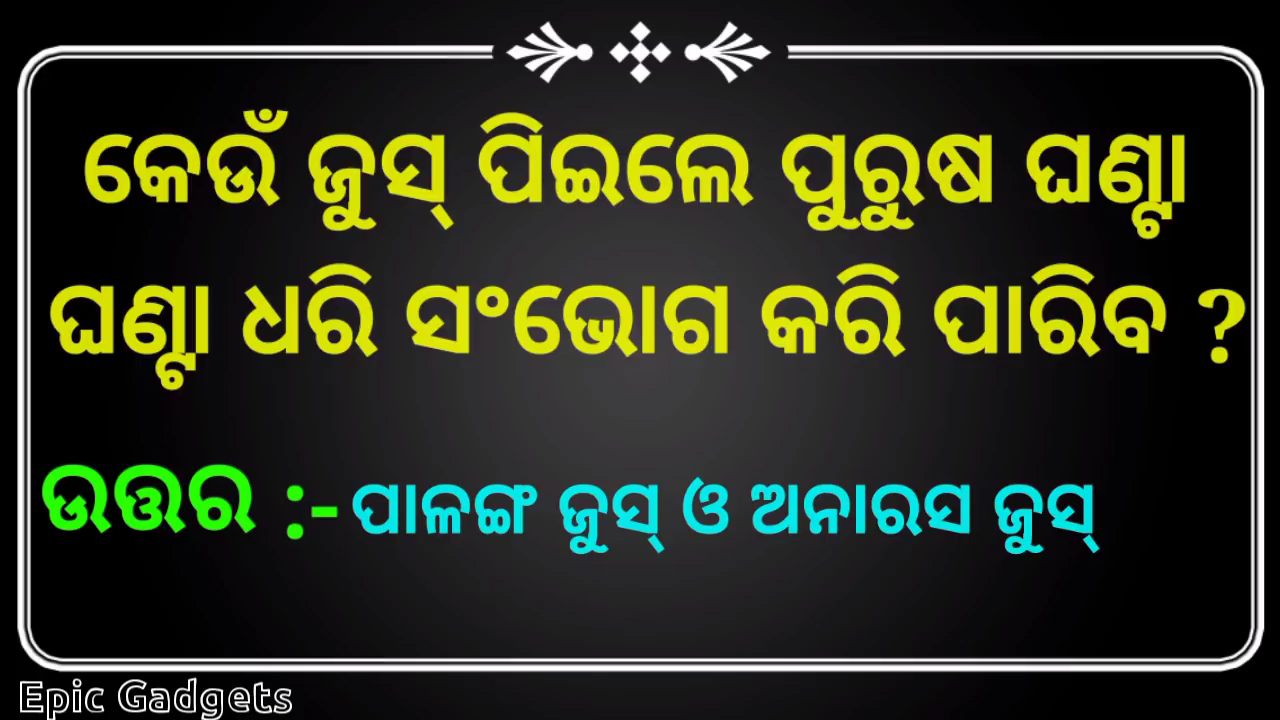 କେଉଁ ଜୁସ୍ ପିଇଲେ ପୁରୁଷ ଘଣ୍ଟା
ଘଣ୍ଟା ଧରି ସଂଭୋଗ କରି ପାରିବ ?
ଉତ୍ତର :- ପାଳଙ୍ଗ ଜୁସ୍ ଓ ଅନାରସ ଜୁସ୍
Epic Gadgets